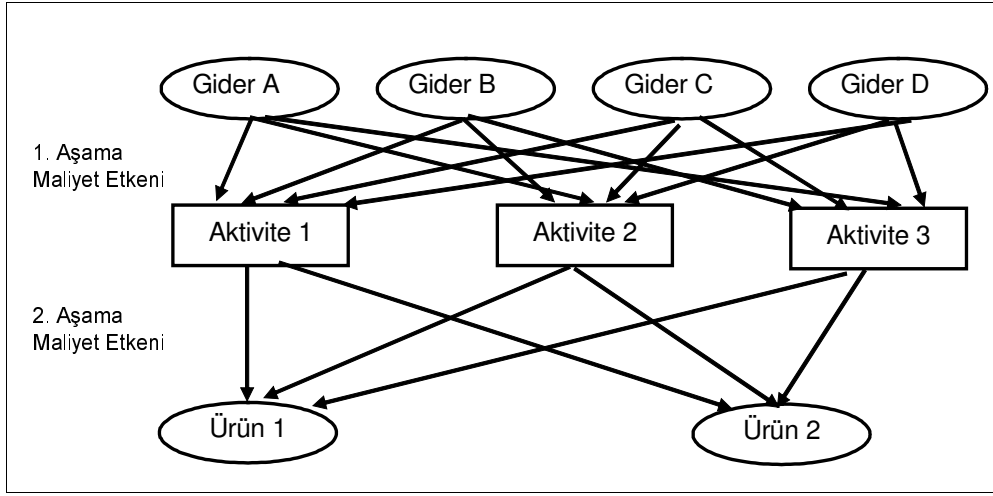 Gider A
Gider B
Gider C
Gider D
1. Aşama
Maliyet Etkeni
Aktivite 1
Aktivite 2
Aktivite 3
2. Aşama
Maliyet Etkeni
Ürün 1
Ürün 2